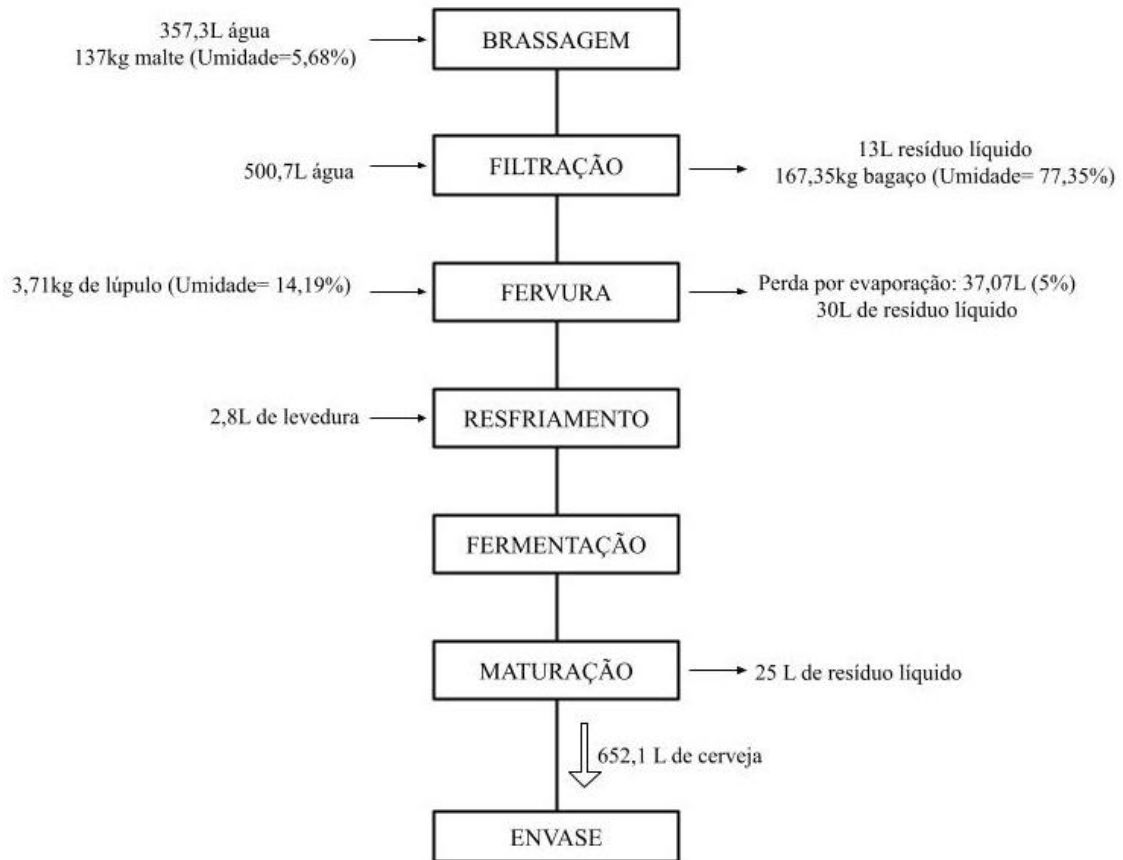 357,3L água
137kg malte (Umidade=5,68%)
BRASSAGEM
500,7L água
FILTRAÇÃO
13L resíduo líquido
167,35kg bagaço (Umidade= 77,35%)
3,71kg de lúpulo (Umidade= 14,19%)
FERVURA
Perda por evaporação: 37,07L (5%)
30L de resíduo líquido
2,8L de levedura
RESFRIAMENTO
FERMENTAÇÃO
MATURAÇÃO
25 L de resíduo líquido
652,1 L de cerveja
ENVASE